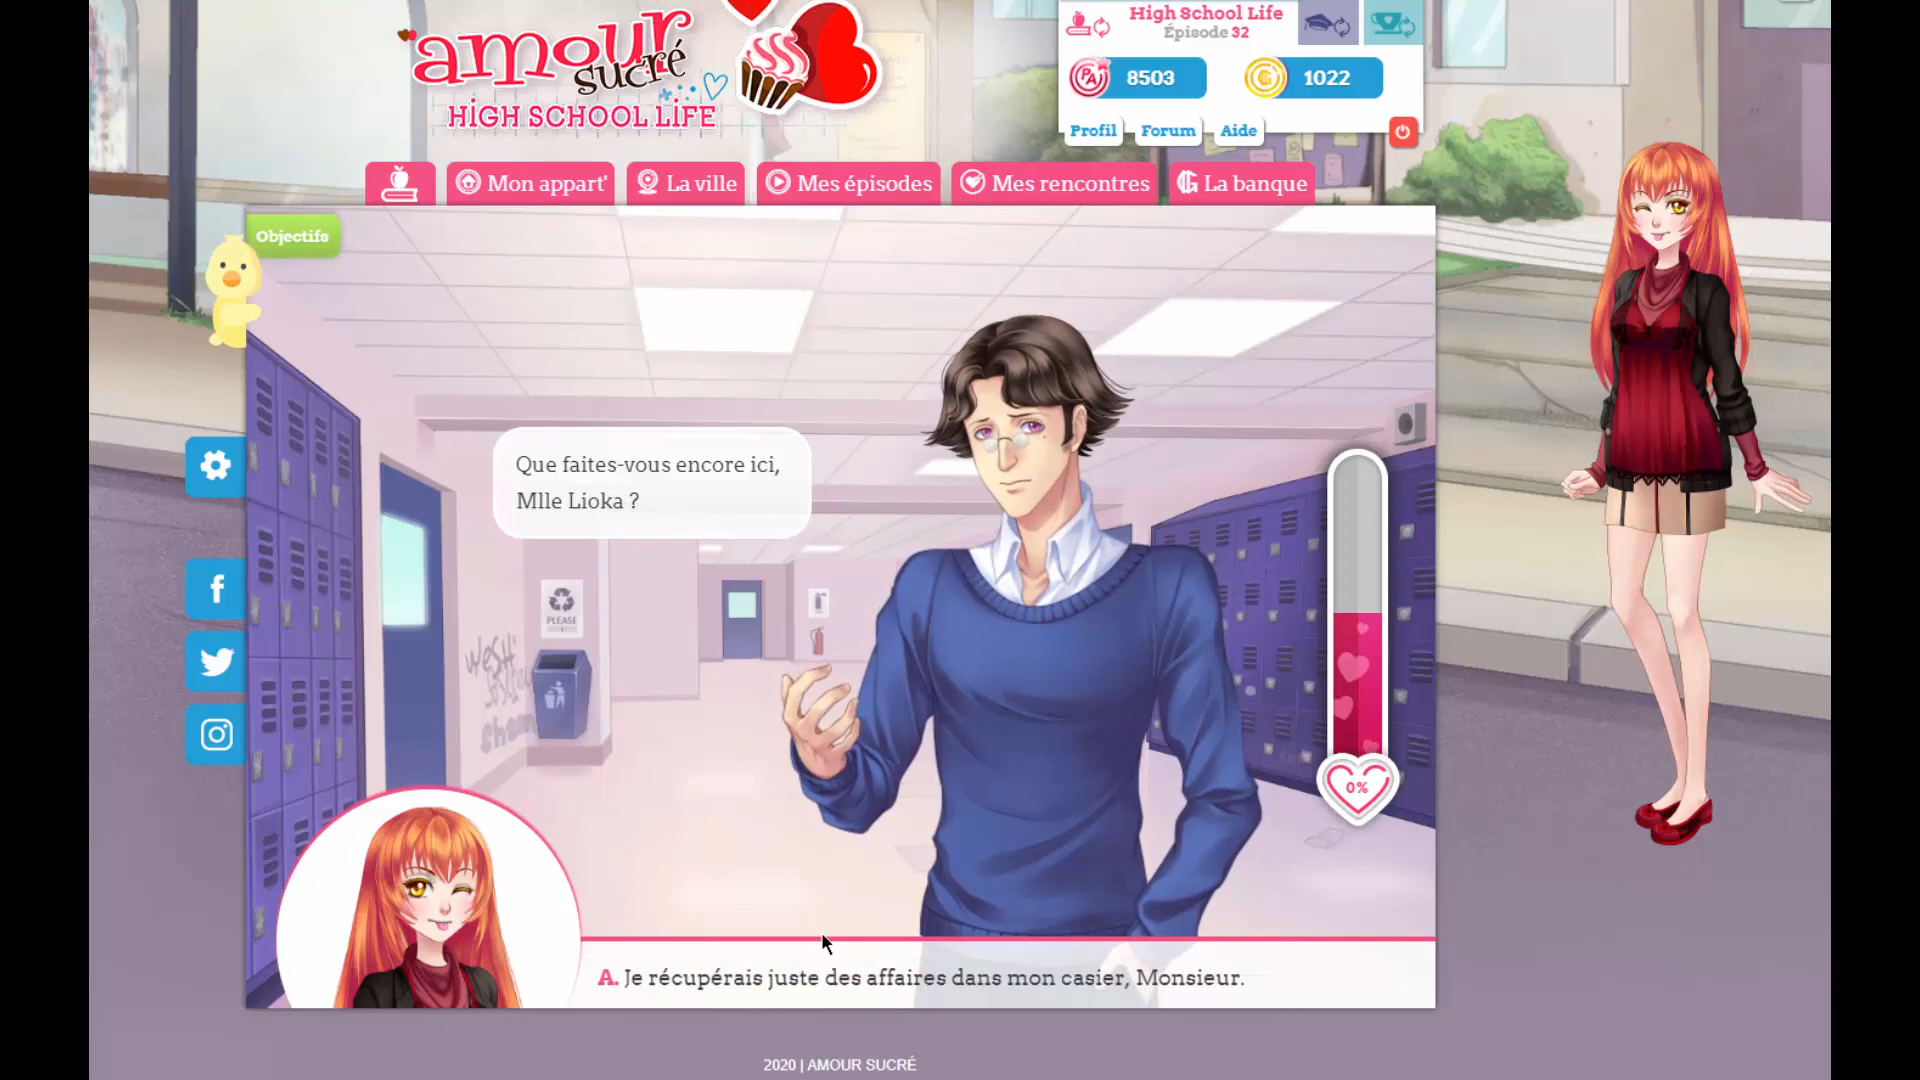 amour
sucré
HIGH SCHOOL LIFE
High School Life
Épisode 32
8503
1022
Profil
Forum
Aide
Mon appart'
La ville
Mes épisodes
Mes rencontres
La banque
Objectifs
Que faites-vous encore ici,
Mlle Lioka ?
PLEASE
0%
A. Je récupérais juste des affaires dans mon casier, Monsieur.
2020 | AMOUR SUCRÉ